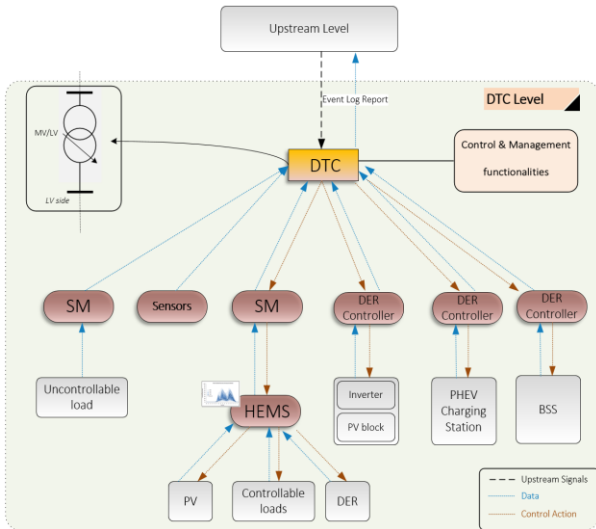 Upstream Level
Event Log Report
DTC Level
MV/LV
LV side
DTC
Control & Management
functionalities
SM
Sensors
SM
DER
Controller
DER
Controller
DER
Controller
Uncontrollable
load
HEMS
Inverter
PV block
PHEV
Charging
Station
BSS
PV
Controllable
loads
DER
Upstream Signals
Data
Control Action